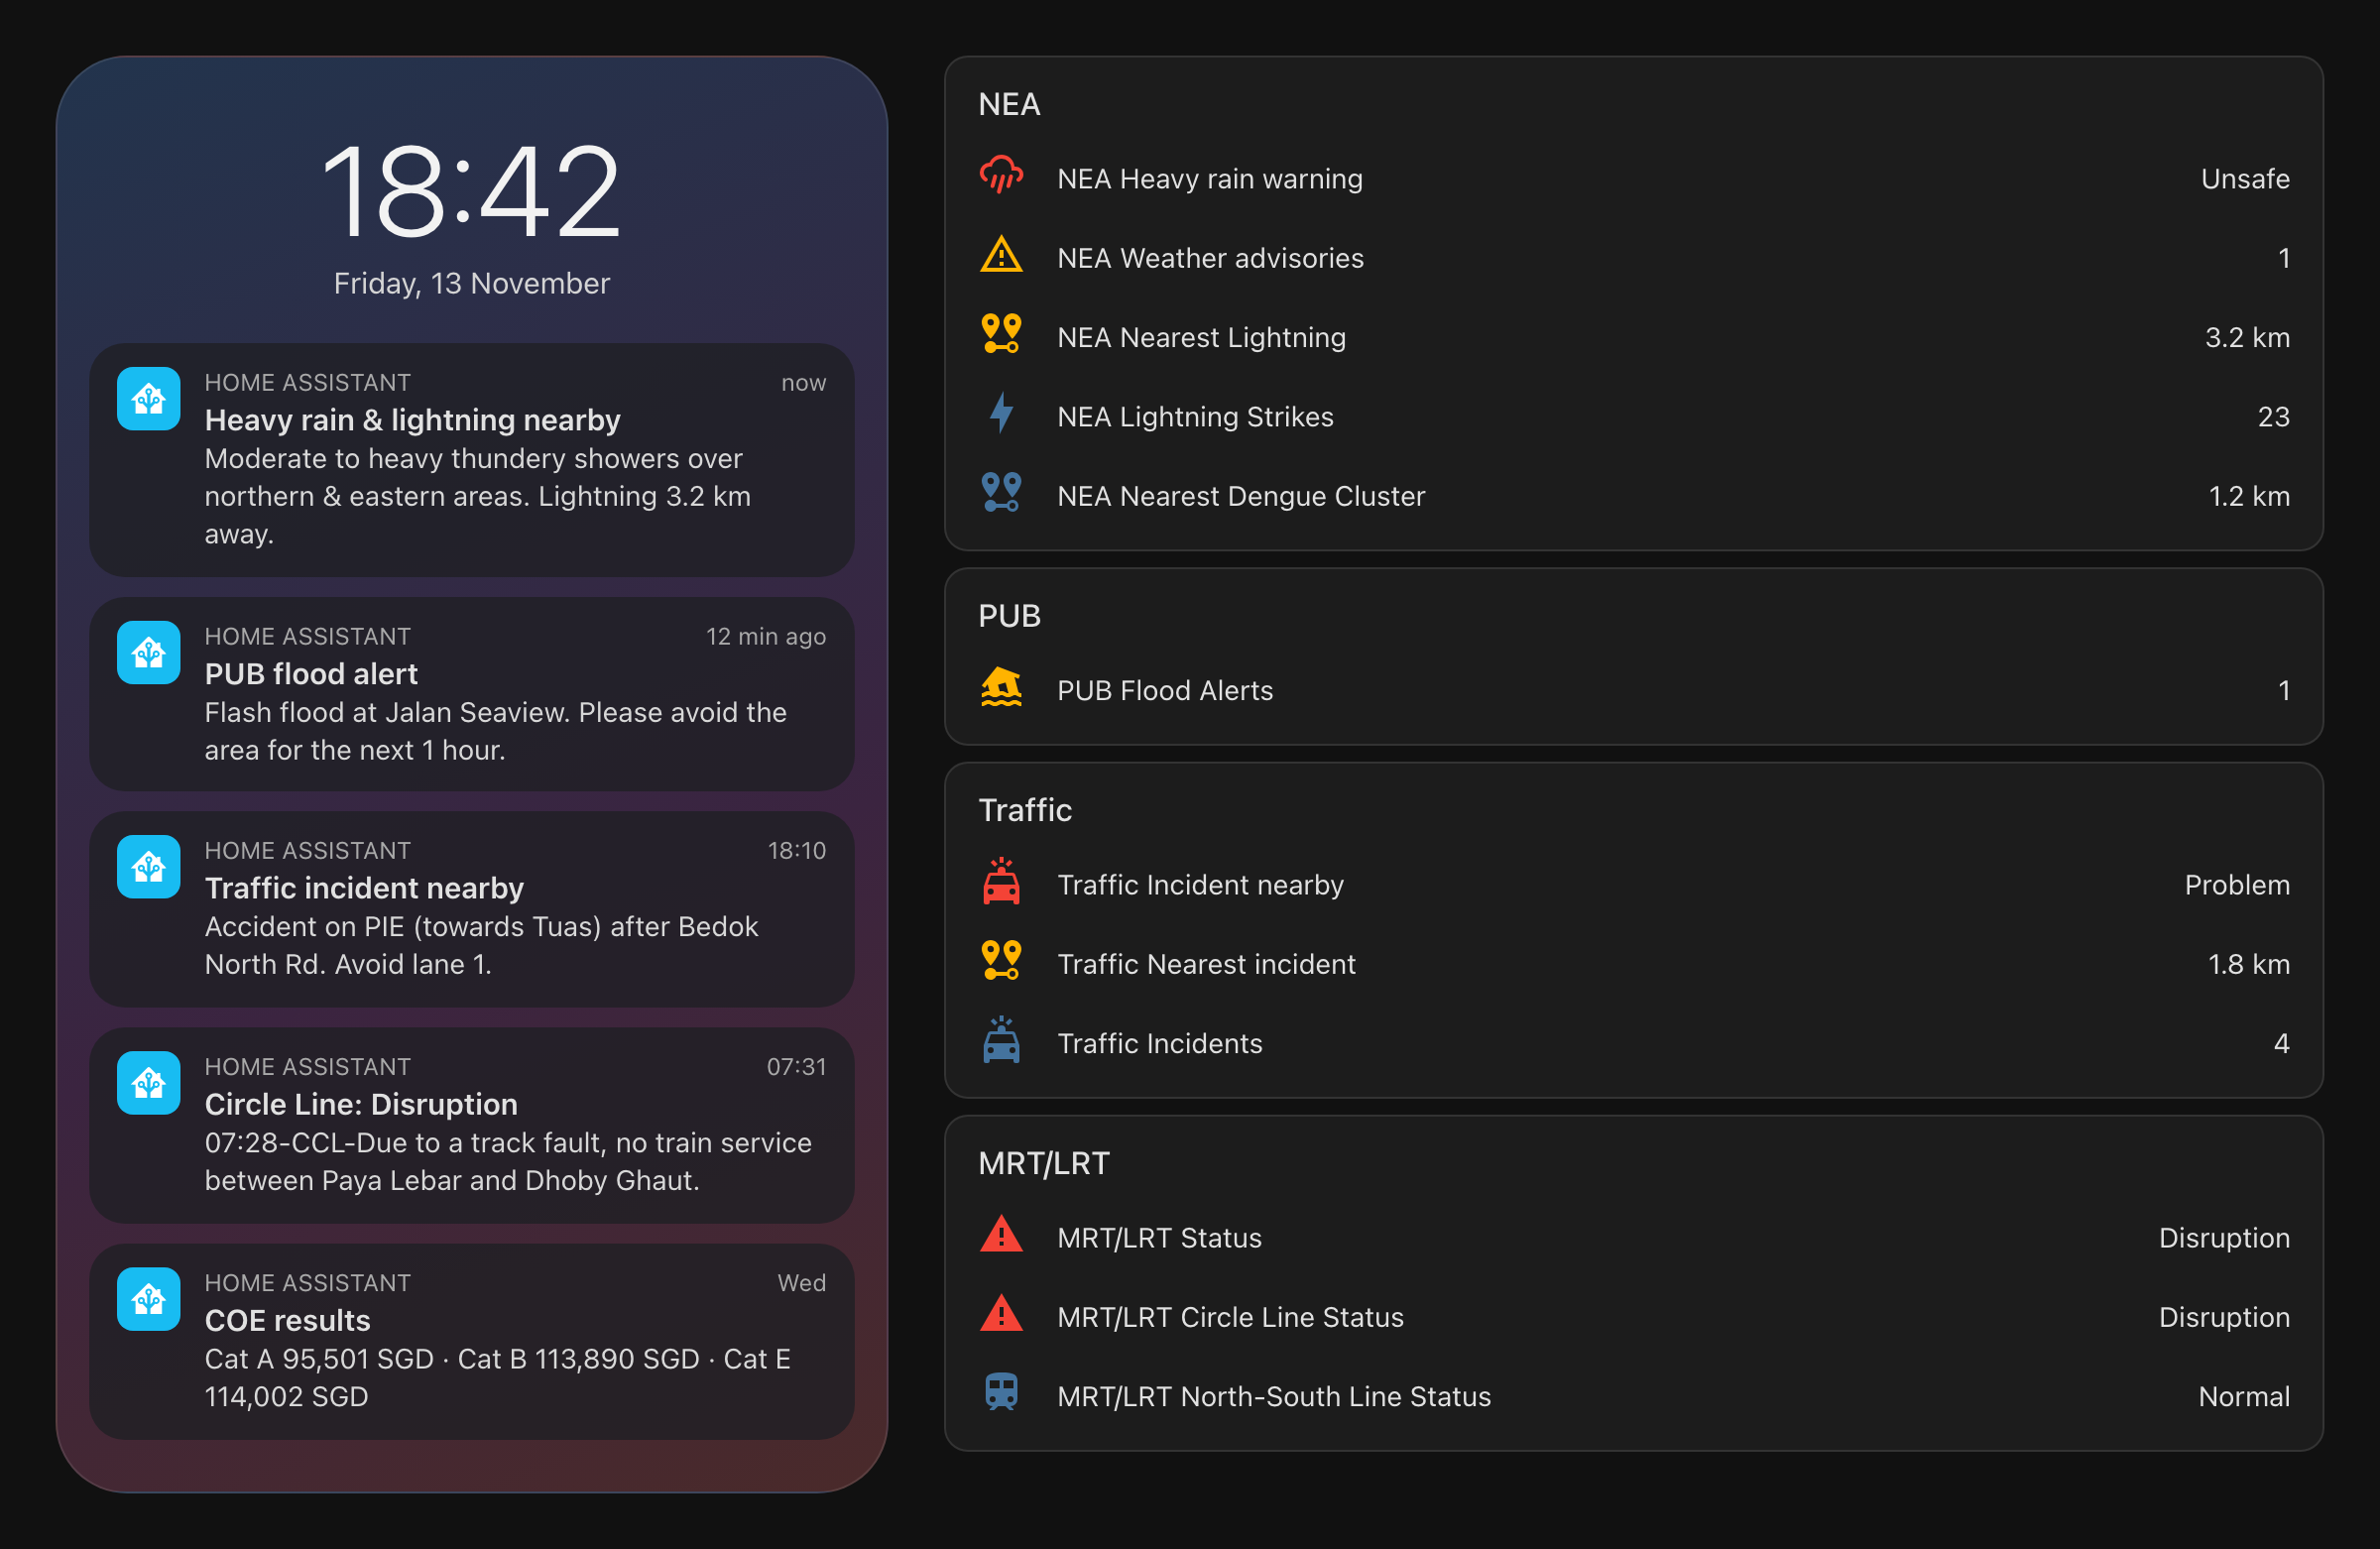 18:42
Friday, 13 November
HOME ASSISTANT now
Heavy rain & lightning nearby
Moderate to heavy thundery showers over
northern & eastern areas. Lightning 3.2 km
away.
HOME ASSISTANT 12 min ago
PUB flood alert
Flash flood at Jalan Seaview. Please avoid the
area for the next 1 hour.
HOME ASSISTANT 18:10
Traffic incident nearby
Accident on PIE (towards Tuas) after Bedok
North Rd. Avoid lane 1.
HOME ASSISTANT 07:31
Circle Line: Disruption
07:28-CCL-Due to a track fault, no train service
between Paya Lebar and Dhoby Ghaut.
HOME ASSISTANT Wed
COE results
Cat A 95,501 SGD · Cat B 113,890 SGD · Cat E
114,002 SGD
NEA
NEA Heavy rain warning Unsafe
NEA Weather advisories 1
NEA Nearest Lightning 3.2 km
NEA Lightning Strikes 23
NEA Nearest Dengue Cluster 1.2 km
PUB
PUB Flood Alerts 1
Traffic
Traffic Incident nearby Problem
Traffic Nearest incident 1.8 km
Traffic Incidents 4
MRT/LRT
MRT/LRT Status Disruption
MRT/LRT Circle Line Status Disruption
MRT/LRT North-South Line Status Normal